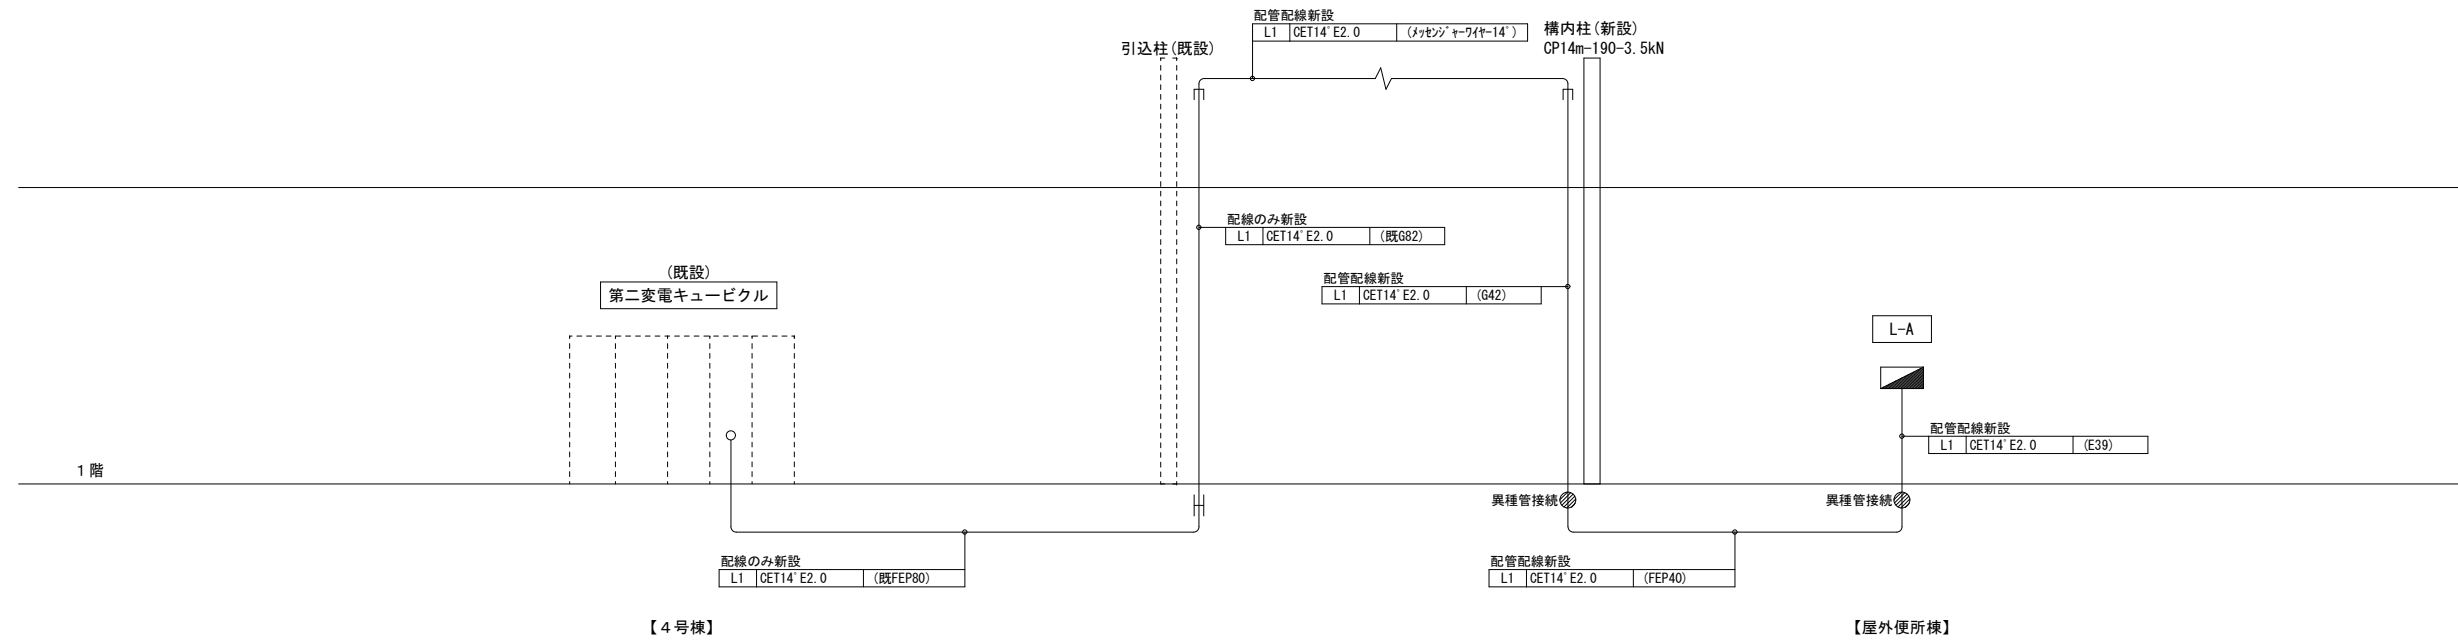 配管配線新設
L1 CET14゜E2.0 (ﾒｯｾﾝｼﾞｬｰﾜｲﾔｰ14゜)
構内柱(新設)
CP14m-190-3.5kN
引込柱(既設)
配線のみ新設
L1 CET14゜E2.0 (既G82)
(既設)
第二変電キュービクル
配管配線新設
L1 CET14゜E2.0 (G42)
L-A
配管配線新設
L1 CET14゜E2.0 (E39)
1階
異種管接続
異種管接続
配線のみ新設
L1 CET14゜E2.0 (既FEP80)
配管配線新設
L1 CET14゜E2.0 (FEP40)
【4号棟】
【屋外便所棟】